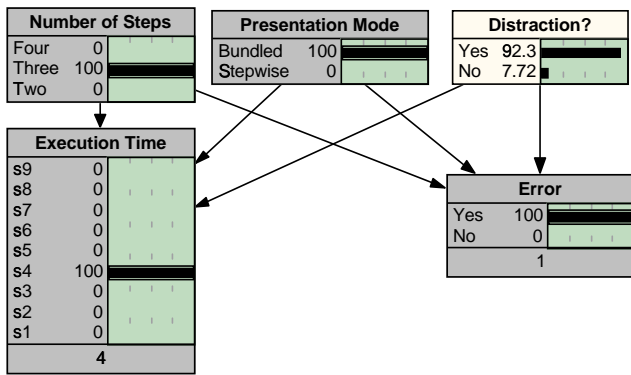 Number of Steps
Four 0
Three 100
Two 0
Presentation Mode
Bundled 100
Stepwise 0
Distraction?
Yes 92.3
No 7.72
Execution Time
s9 0
s8 0
s7 0
s6 0
s5 0
s4 100
s3 0
s2 0
s1 0
4
Error
Yes 100
No 0
1